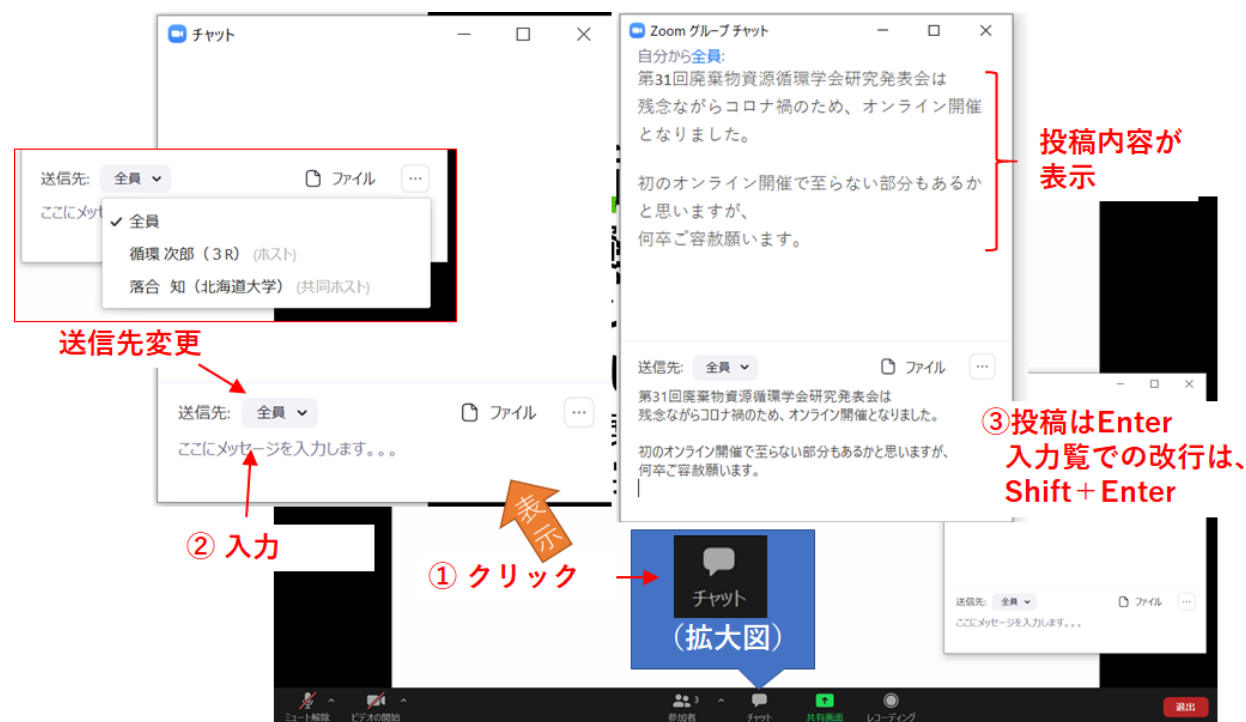 チャット
送信先: 全員 ファイル ...
ここにメッ
✓ 全員
循環 次郎（３R） (ホスト)
落合 知（北海道大学） (共同ホスト)
送信先変更
送信先: 全員 ファイル ...
ここにメッセージを入力します。。。
② 入力
表示
① クリック
Zoom グループ チャット
自分から全員:
第31回廃棄物資源循環学会研究発表会は
残念ながらコロナ禍のため、オンライン開催
となりました。
初のオンライン開催で至らない部分もあるか
と思いますが、
何卒ご容赦願います。
投稿内容が
表示
送信先: 全員 ファイル ...
第31回廃棄物資源循環学会研究発表会は
残念ながらコロナ禍のため、オンライン開催となりました。
初のオンライン開催で至らない部分もあるかと思いますが、
何卒ご容赦願います。
③投稿はEnter
入力覧での改行は、
Shift＋Enter
チャット
（拡大図）
送信先: 全員 ファイル ...
ここにメッセージを入力します。。。
ミュート解除 ビデオの開始 参加者 3 チャット 共有画面 レコーディング 退出